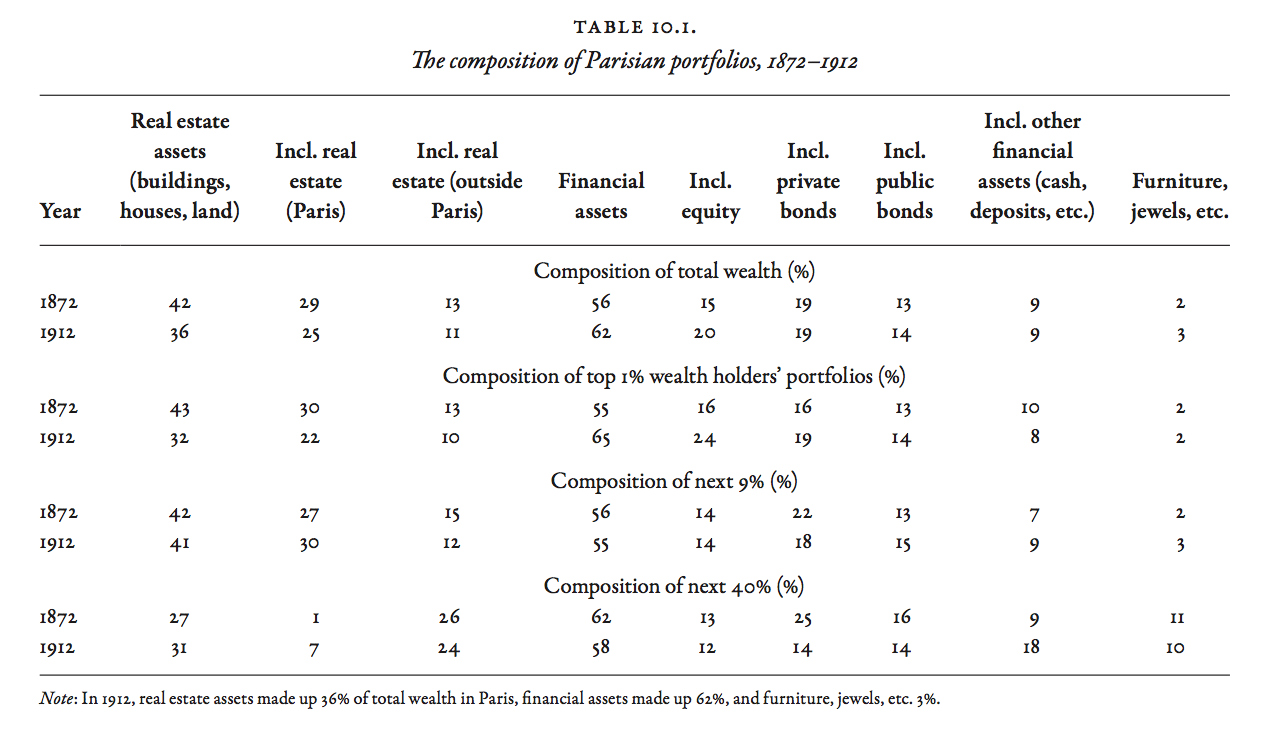 TABLE 10.1.
The composition of Parisian portfolios, 1872–1912
Real estate
Incl. other
assets
Incl. real
Incl. real
Incl.
Incl.
financial
(buildings,
estate
estate (outside
Financial
Incl.
private
public
assets (cash,
Furniture,
Year
houses, land)
(Paris)
Paris)
assets
equity
bonds
bonds
deposits, etc.)
jewels, etc.
Composition of total wealth (%)
1872 42 29 13 56 15 19 13 9 2
1912 36 25 11 62 20 19 14 9 3
Composition of top 1% wealth holders’ portfolios (%)
1872 43 30 13 55 16 16 13 10 2
1912 32 22 10 65 24 19 14 8 2
Composition of next 9% (%)
1872 42 27 15 56 14 22 13 7 2
1912 41 30 12 55 14 18 15 9 3
Composition of next 40% (%)
1872 27 1 26 62 13 25 16 9 11
1912 31 7 24 58 12 14 14 18 10
Note: In 1912, real estate assets made up 36% of total wealth in Paris, financial assets made up 62%, and furniture, jewels, etc. 3%.